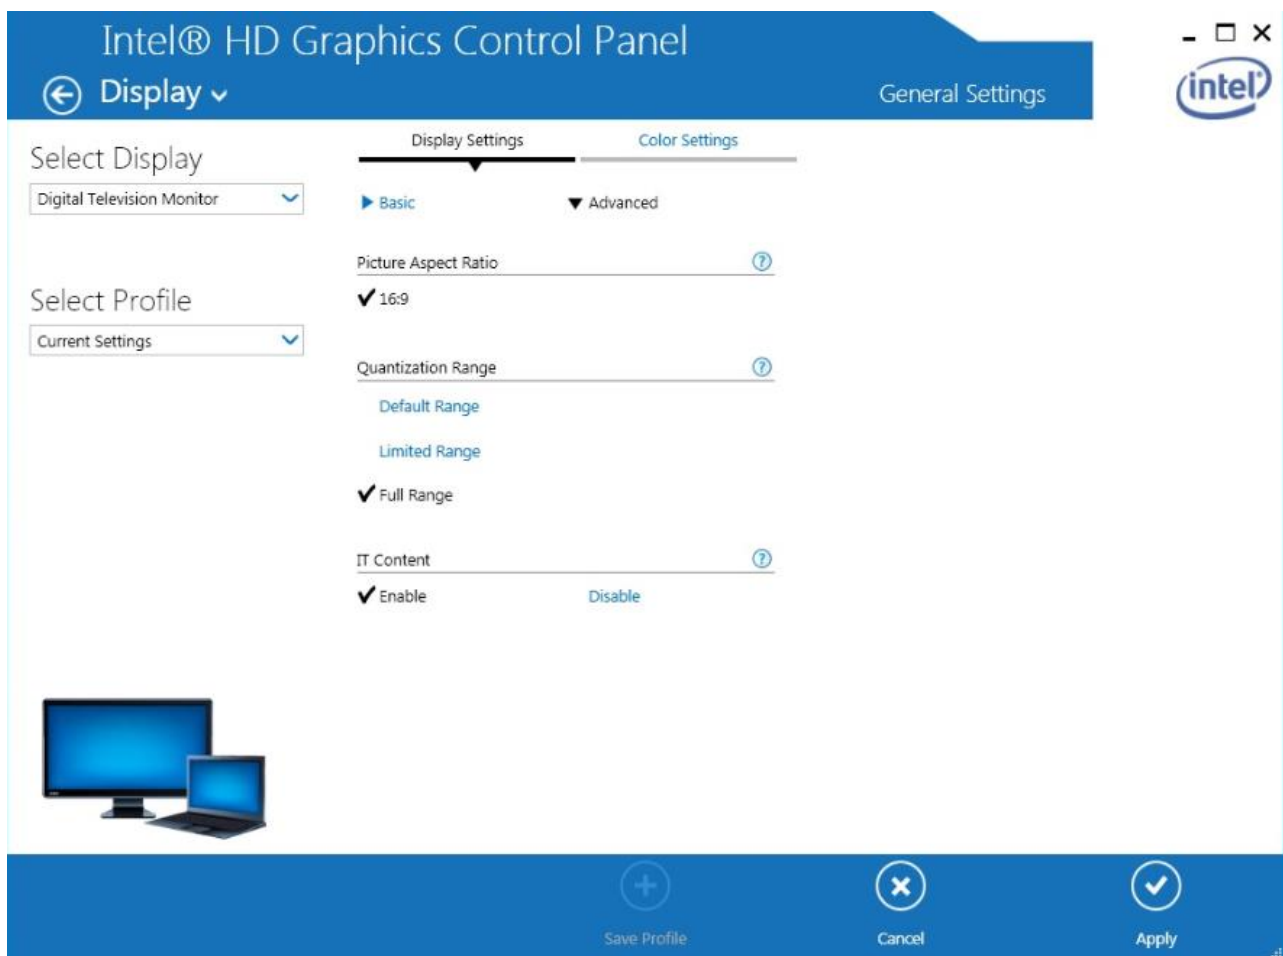 Intel® HD Graphics Control Panel
Display
General Settings
intel
Select Display
Digital Television Monitor
Select Profile
Current Settings
Display Settings
Color Settings
Basic
Advanced
Picture Aspect Ratio
?
16:9
Quantization Range
?
Default Range
Limited Range
Full Range
IT Content
?
Enable
Disable
Save Profile
Cancel
Apply